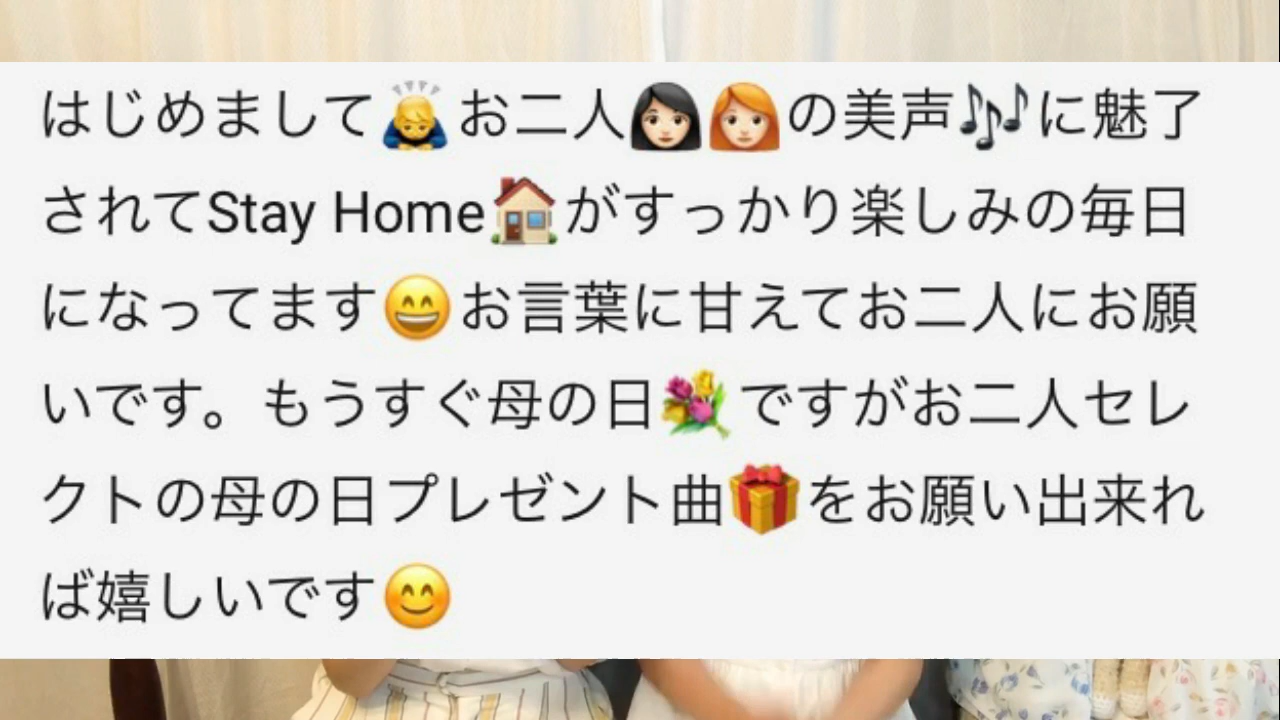 はじめまして🙇お二人👩🏻👩🏻‍🦰の美声🎶に魅了
されてStay Home🏠がすっかり楽しみの毎日
になってます😄お言葉に甘えてお二人にお願
いです。もうすぐ母の日💐ですがお二人セレ
クトの母の日プレゼント曲🎁をお願い出来れ
ば嬉しいです😊